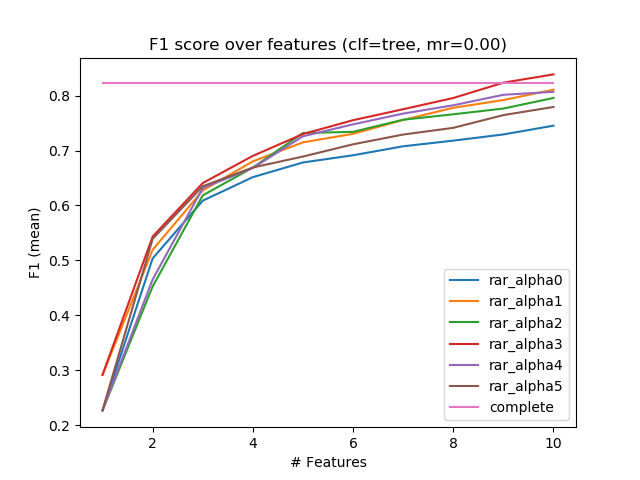 F1 score over features (clf=tree, mr=0.00)
F1 (mean)
0.8
0.7
0.6
0.5
0.4
0.3
0.2
2 4 6 8 10
# Features
rar_alpha0
rar_alpha1
rar_alpha2
rar_alpha3
rar_alpha4
rar_alpha5
complete